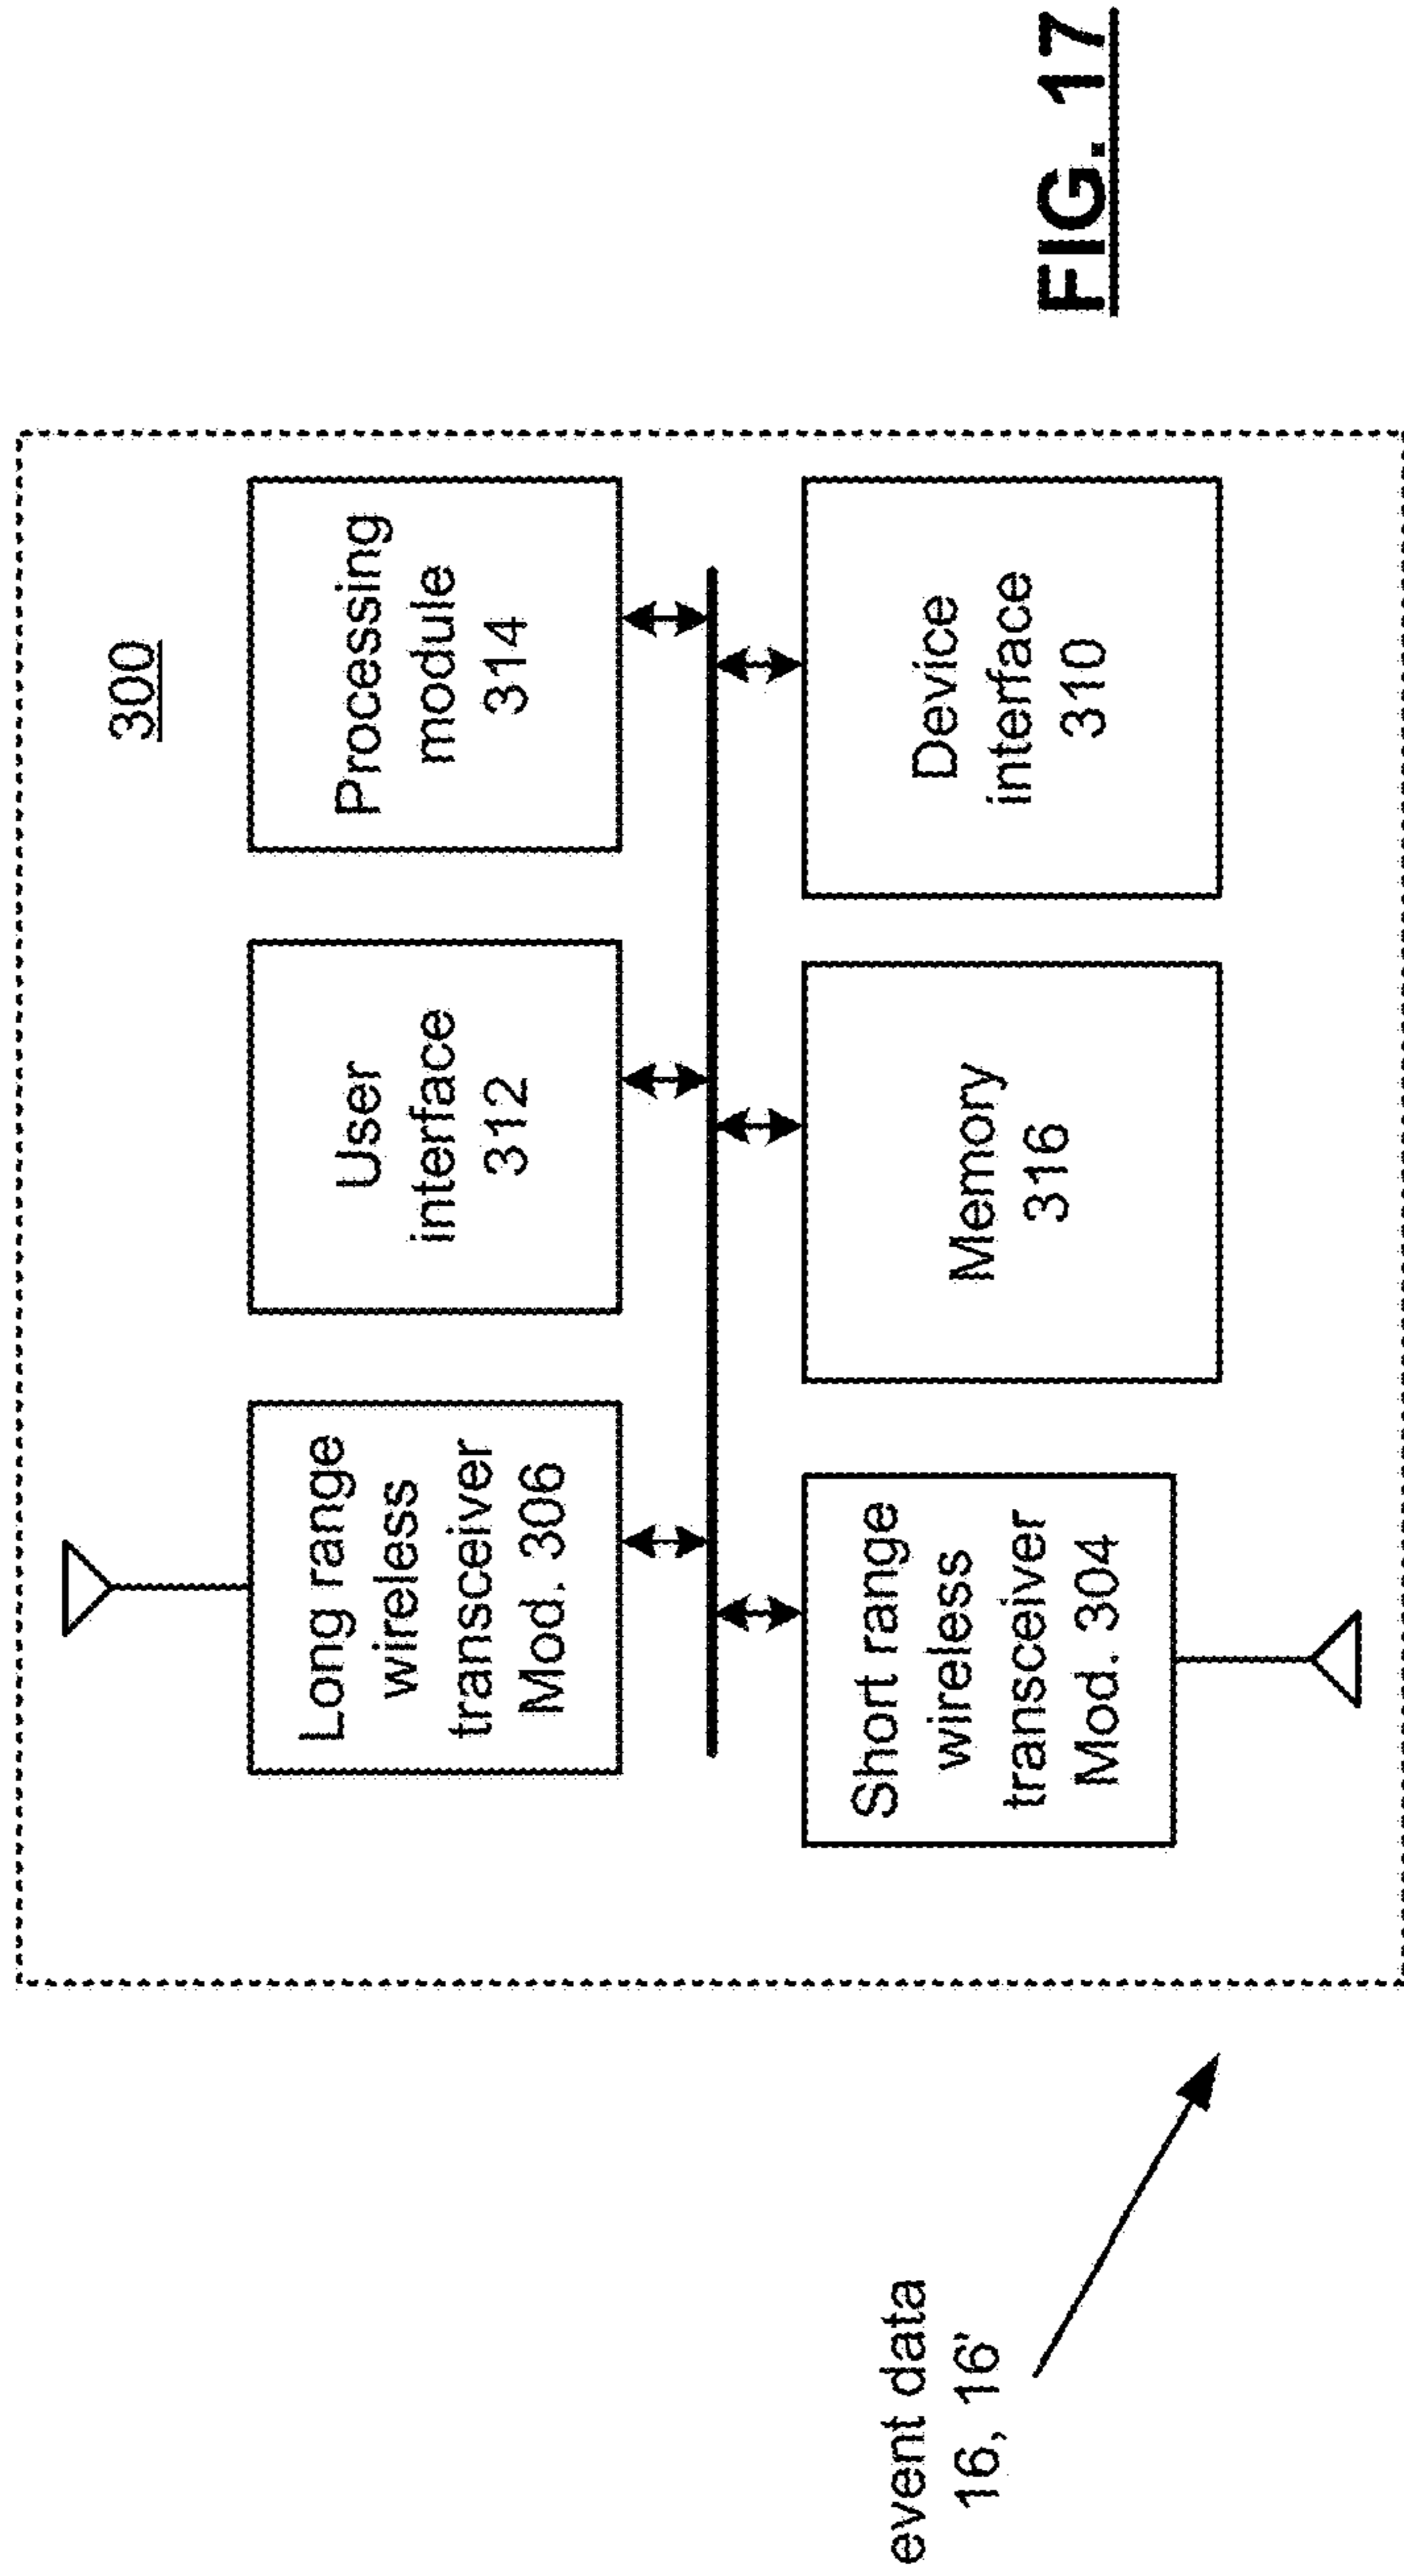 300
Long range
wireless
transceiver
Mod. 306
User
interface
312
Processing
module
314
Short range
wireless
transceiver
Mod. 304
Memory
316
Device
interface
310
event data
16, 16'
FIG. 17